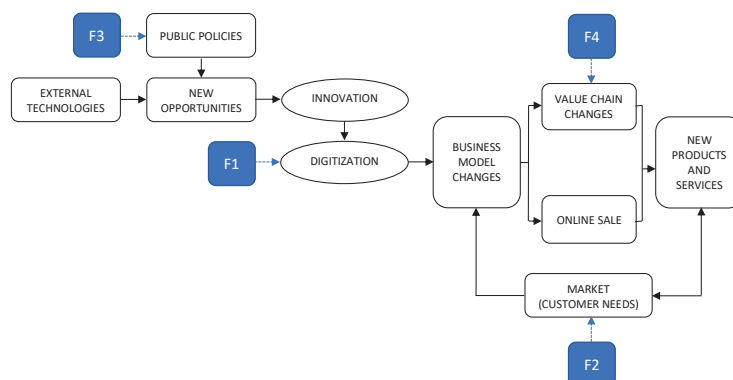 F3
PUBLIC POLICIES
F4
EXTERNAL
TECHNOLOGIES
NEW
OPPORTUNITIES
INNOVATION
VALUE CHAIN
CHANGES
F1
DIGITIZATION
BUSINESS
MODEL
CHANGES
NEW
PRODUCTS
AND
SERVICES
ONLINE SALE
MARKET
(CUSTOMER NEEDS)
F2